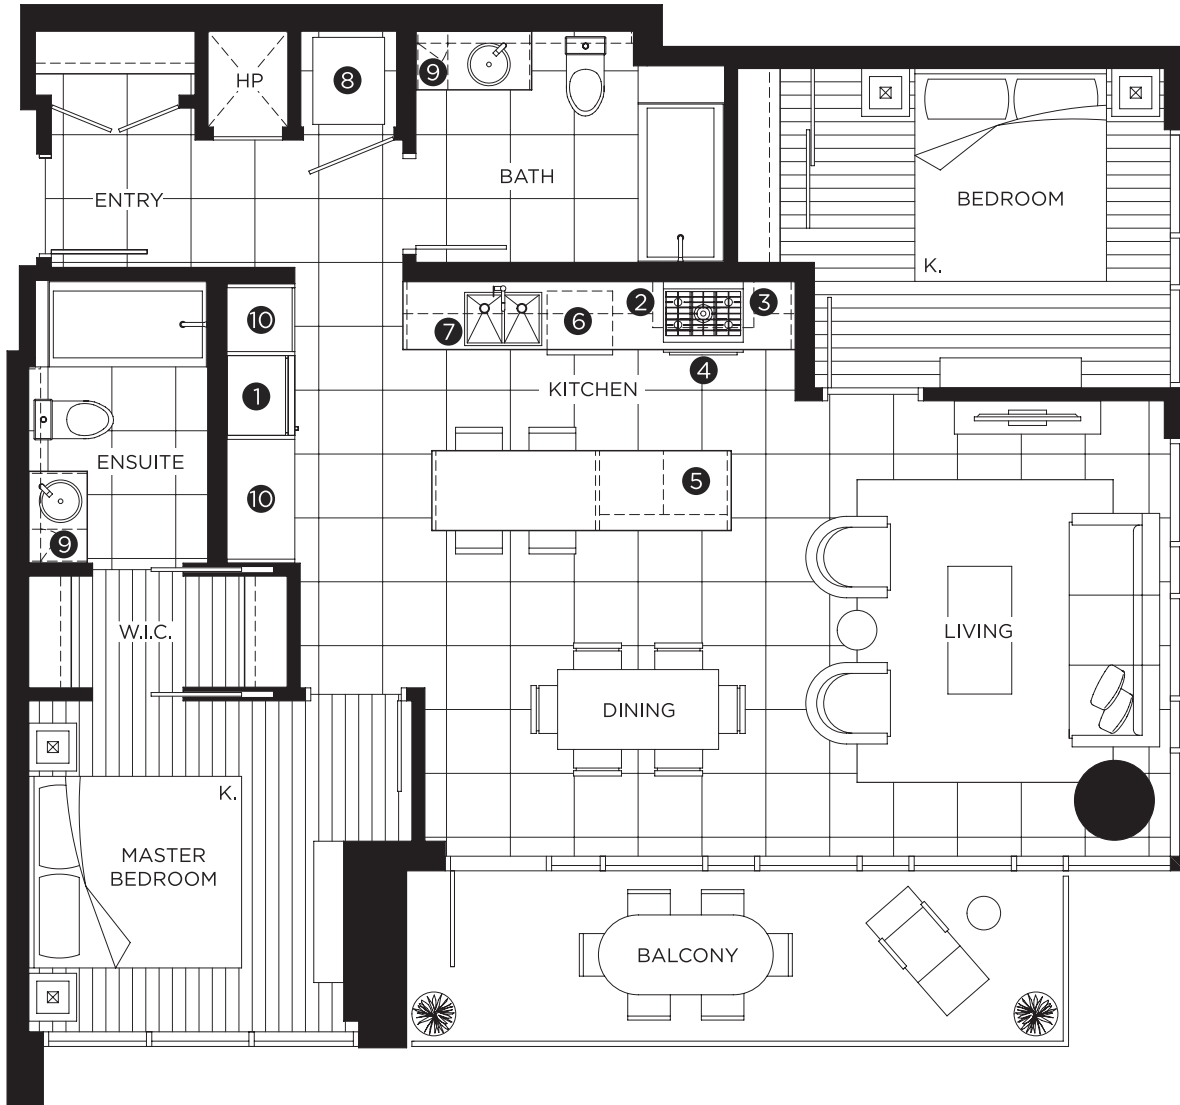 HP
8
9
ENTRY
BATH
BEDROOM
K.
10
7
6
2
3
4
1
KITCHEN
ENSUITE
10
5
9
W.I.C.
LIVING
DINING
K.
MASTER
BEDROOM
BALCONY